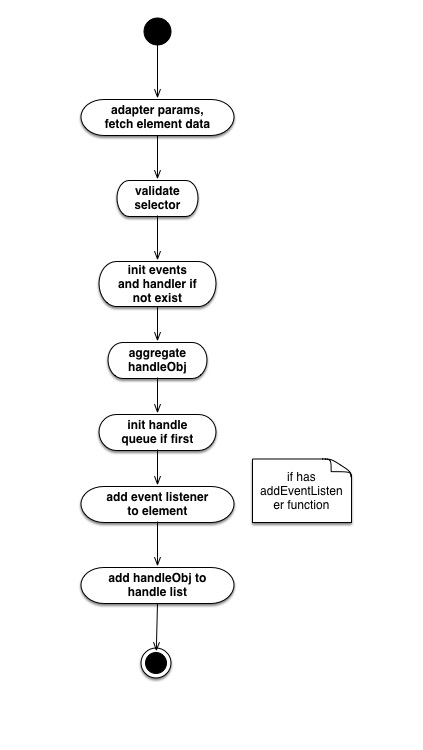 adapter params,
fetch element data
validate
selector
init events
and handler if
not exist
aggregate
handleObj
init handle
queue if first
if has
addEventListen
er function
add event listener
to element
add handleObj to
handle list